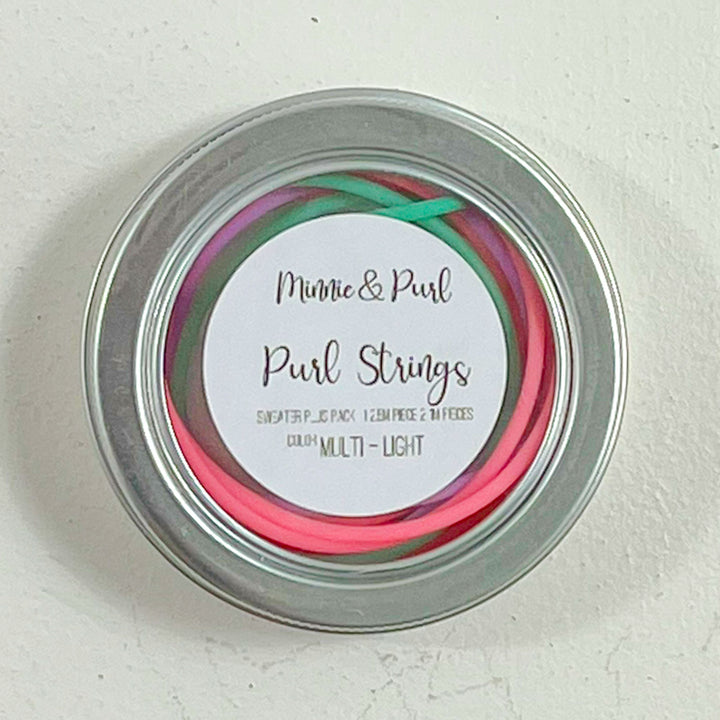 Minnie & Purl
Purl Strings
SWEATER PLUS PACK 1 2.5M PIECE 2 1M PIECES
COLOR MULTI - LIGHT